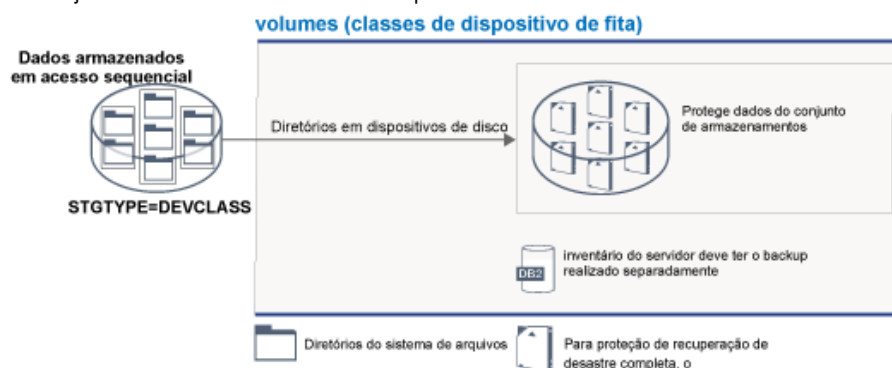 volumes (classes de dispositivo de fita)
Dados armazenados
em acesso sequencial
Diretórios em dispositivos de disco
Protege dados do conjunto
de armazenamentos
STGTYPE=DEVCLASS
DB2
inventário do servidor deve ter o backup
realizado separadamente
Diretórios do sistema de arquivos
Para proteção de recuperação de
desastre completa, o